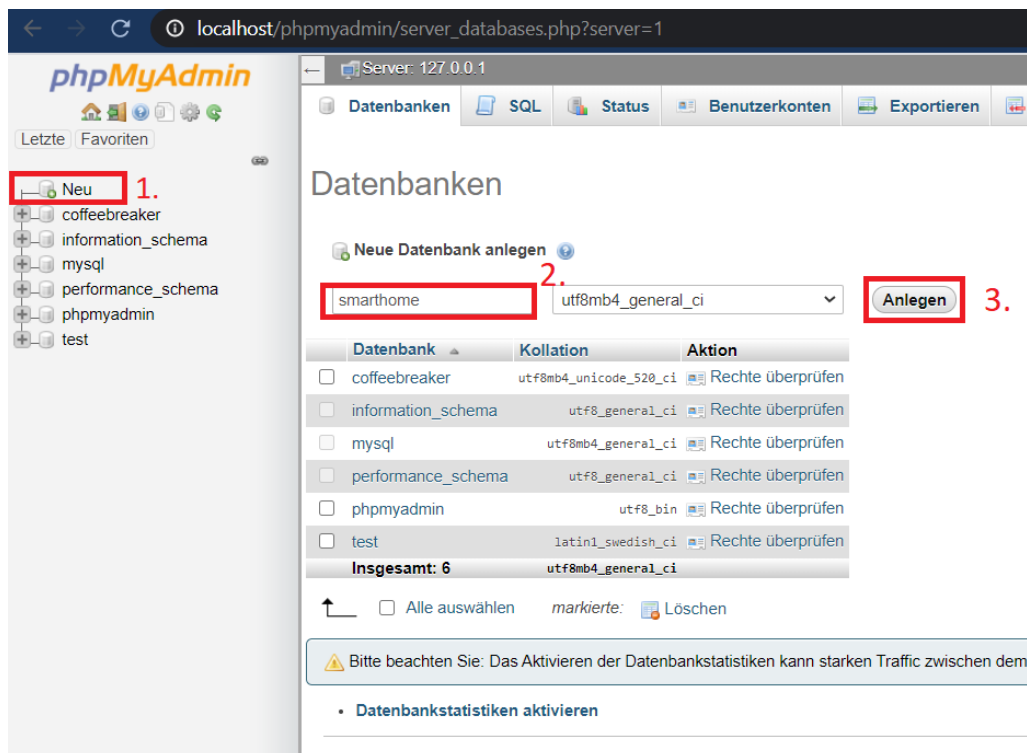 localhost/phpmyadmin/server_databases.php?server=1
phpMyAdmin
Letzte Favoriten
Neu 1.
coffeebreaker
information_schema
mysql
performance_schema
phpmyadmin
test
Server: 127.0.0.1
Datenbanken SQL Status Benutzerkonten Exportieren
Datenbanken
Neue Datenbank anlegen
2.
smarthome utf8mb4_general_ci Anlegen 3.
Datenbank Kollation Aktion
coffeebreaker utf8mb4_unicode_520_ci Rechte überprüfen
information_schema utf8_general_ci Rechte überprüfen
mysql utf8mb4_general_ci Rechte überprüfen
performance_schema utf8_general_ci Rechte überprüfen
phpmyadmin utf8_bin Rechte überprüfen
test latin1_swedish_ci Rechte überprüfen
Insgesamt: 6 utf8mb4_general_ci
Alle auswählen markierte: Löschen
Bitte beachten Sie: Das Aktivieren der Datenbankstatistiken kann starken Traffic zwischen dem
• Datenbankstatistiken aktivieren